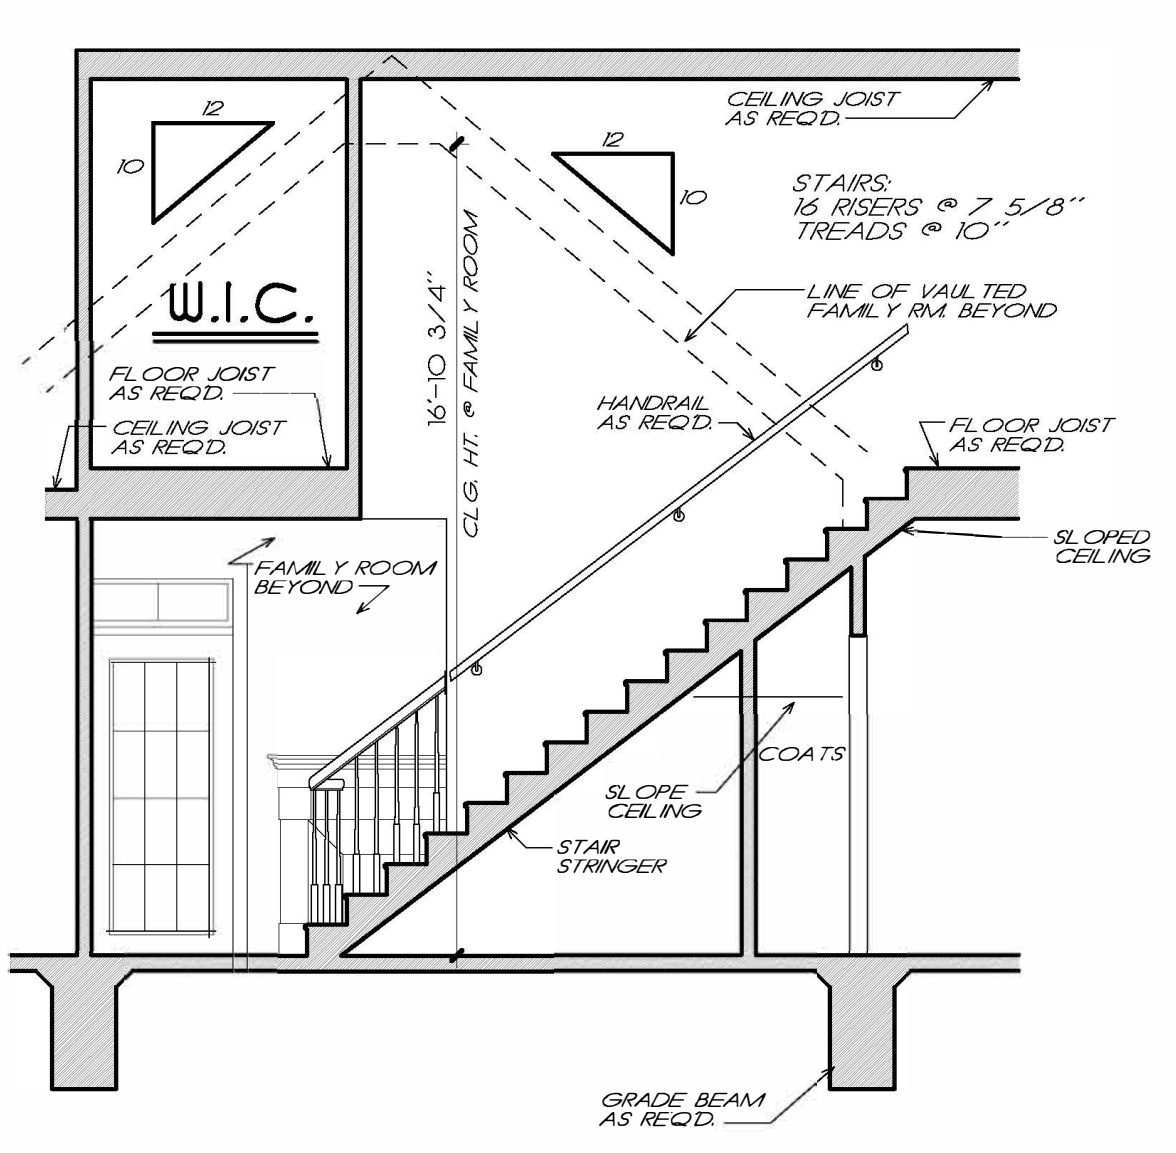 CEILING JOIST
AS REQ'D.
12
10
12
10
STAIRS:
16 RISERS @ 7 5/8"
TREADS @ 10"
W.I.C.
LINE OF VAULTED
FAMILY RM. BEYOND
16'-10 3/4"
CLG. HT. @ FAMILY ROOM
FLOOR JOIST
AS REQ'D.
CEILING JOIST
AS REQ'D.
HANDRAIL
AS REQ'D.
FLOOR JOIST
AS REQ'D.
SLOPED
CEILING
FAMILY ROOM
BEYOND
COATS
SLOPE
CEILING
STAIR
STRINGER
GRADE BEAM
AS REQ'D.